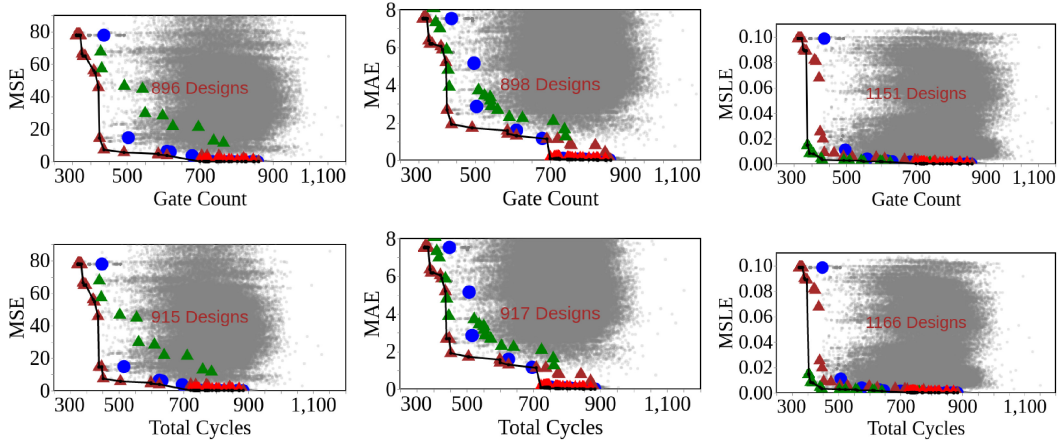 80
60
40
20
0
MSE
896 Designs
300 500 700 900 1,100
Gate Count
8
6
4
2
0
MAE
898 Designs
300 500 700 900 1,100
Gate Count
0.10
0.08
0.06
0.04
0.02
0.00
MSLE
1151 Designs
300 500 700 900 1,100
Gate Count
80
60
40
20
0
MSE
915 Designs
300 500 700 900 1,100
Total Cycles
8
6
4
2
0
MAE
917 Designs
300 500 700 900 1,100
Total Cycles
0.10
0.08
0.06
0.04
0.02
0.00
MSLE
1166 Designs
300 500 700 900 1,100
Total Cycles